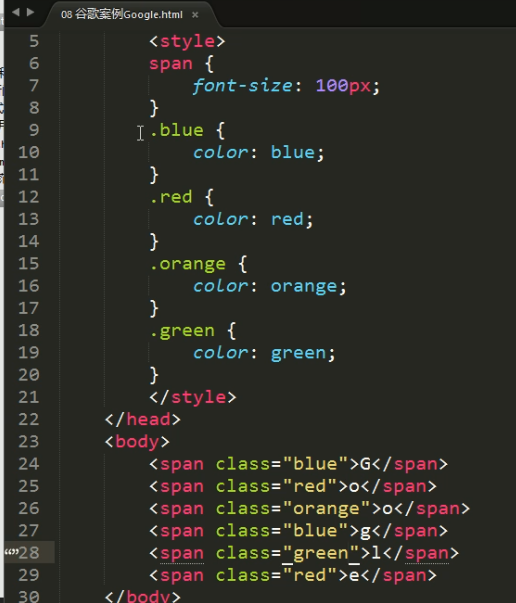 08 谷歌案例Google.html ×
5 <style>
6 span {
7 font-size: 100px;
8 }
9 .blue {
10 color: blue;
11 }
12 .red {
13 color: red;
14 }
15 .orange {
16 color: orange;
17 }
18 .green {
19 color: green;
20 }
21 </style>
22 </head>
23 <body>
24 <span class="blue">G</span>
25 <span class="red">o</span>
26 <span class="orange">o</span>
27 <span class="blue">g</span>
“”28 <span class="green">l</span>
29 <span class="red">e</span>
30 </body>